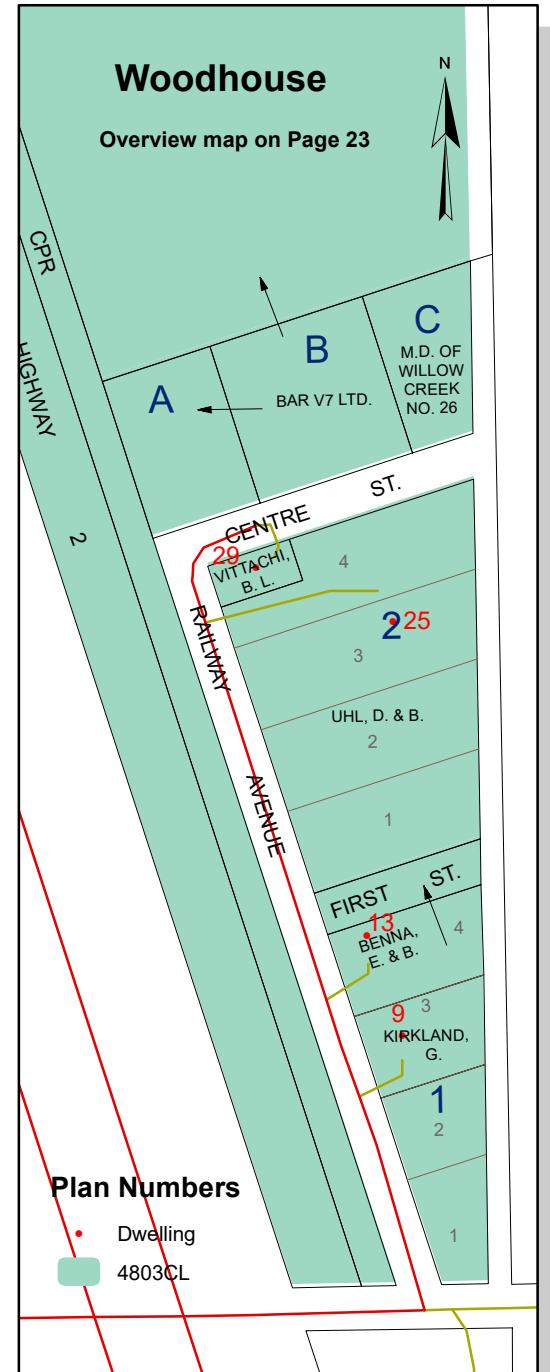 Woodhouse
Overview map on Page 23
N
CPR
HIGHWAY
2
A
B
C
M.D. OF
WILLOW
CREEK
NO. 26
BAR V7 LTD.
CENTRE ST.
29
VITTACHI,
B. L.
4
2
25
3
RAILWAY
UHL, D. & B.
2
AVENUE
1
FIRST ST.
13
BENNA,
E. & B.
4
3
9
KIRKLAND,
G.
1
2
1
Plan Numbers
Dwelling
4803CL